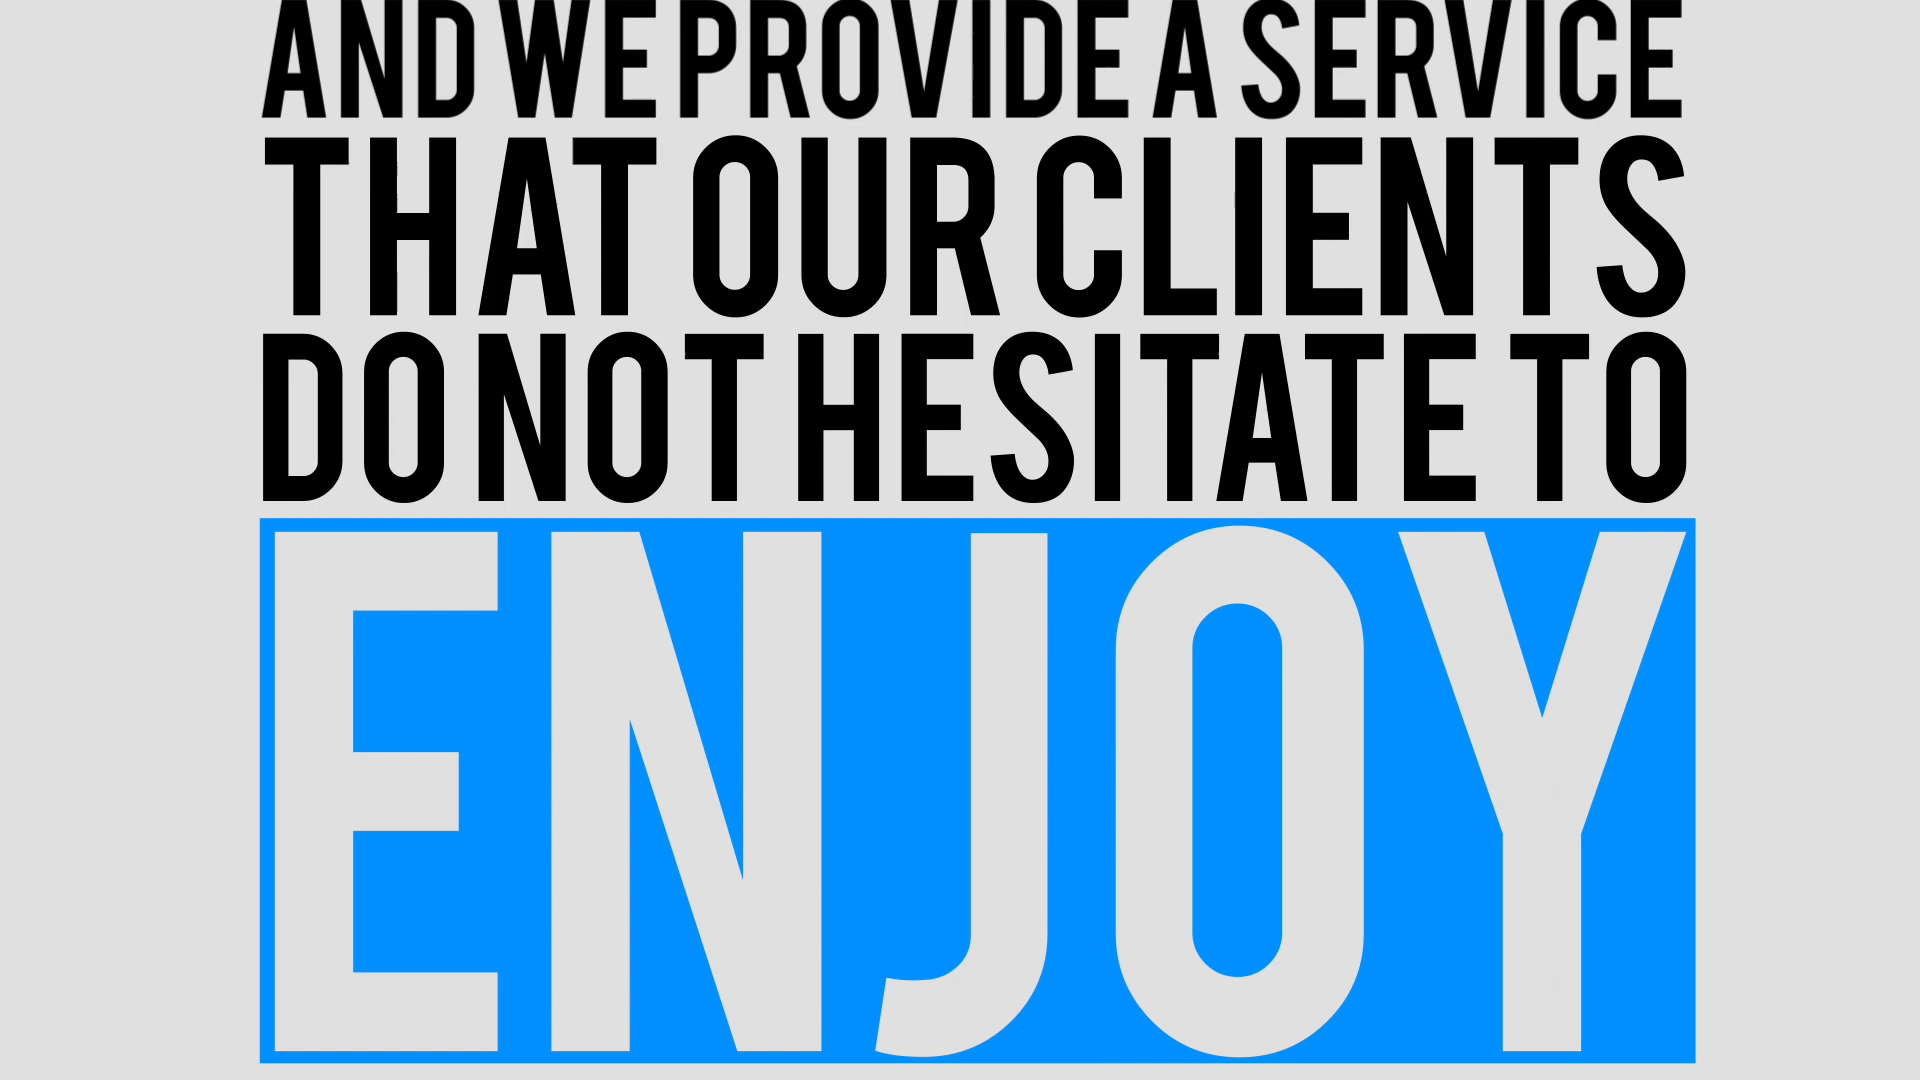 AND WE PROVIDE A SERVICE
THAT OUR CLIENTS
DO NOT HESITATE TO
ENJOY